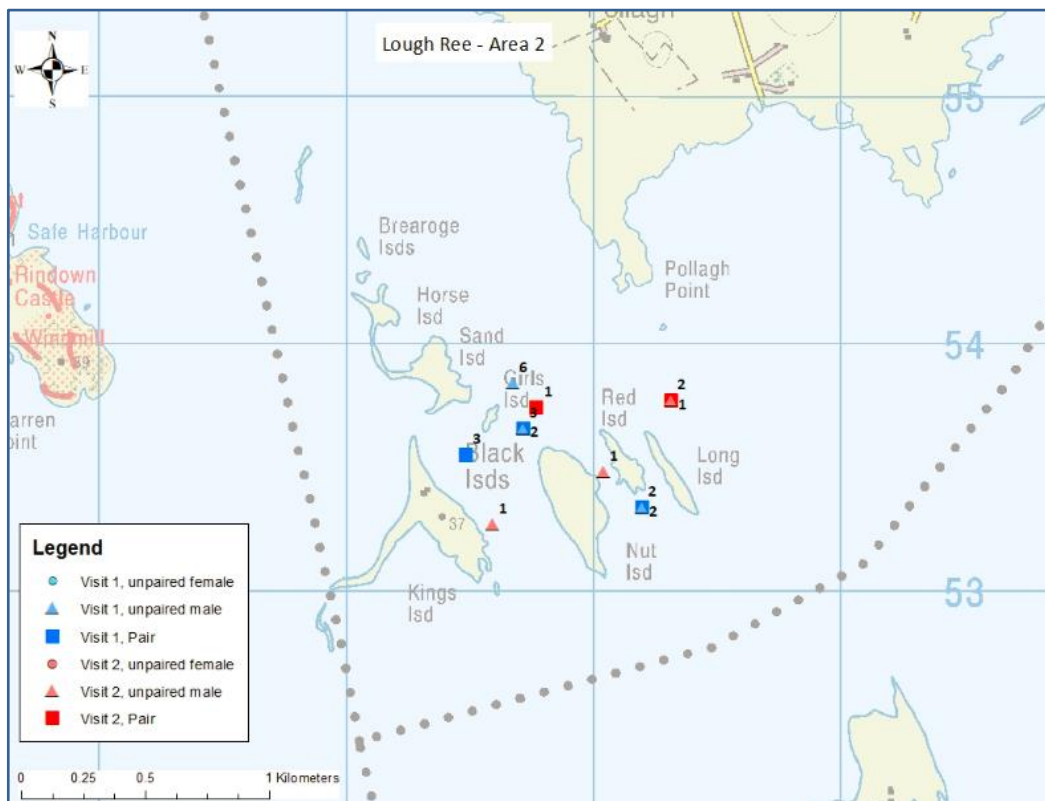 Pollagh
Lough Ree - Area 2
N
W
E
S
55
Brearoge
Isds
Safe Harbour
Rindown
Castle
Windmill
39
Pollagh
Point
Horse
Isd
Sand
Isd
54
6
Girls
Isd
1
3
2
3
Black
Isds
Red
Isd
2
1
1
Long
Isd
2
2
1
37
Nut
Isd
Kings
Isd
53
Legend
Visit 1, unpaired female
Visit 1, unpaired male
Visit 1, Pair
Visit 2, unpaired female
Visit 2, unpaired male
Visit 2, Pair
0
0.25
0.5
1 Kilometers